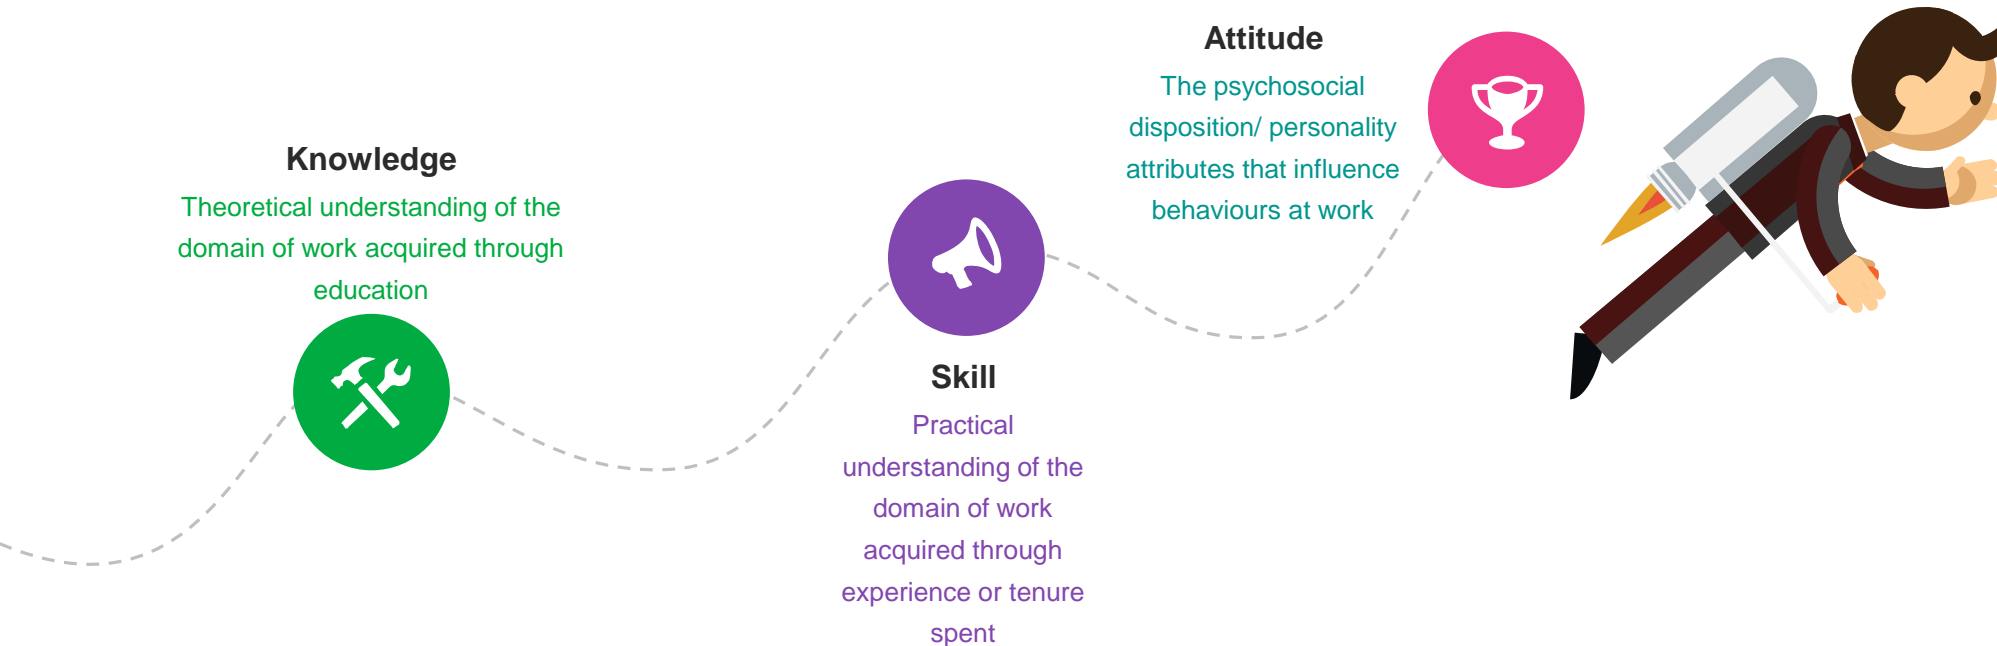 Knowledge
Theoretical understanding of the
domain of work acquired through
education
Skill
Practical
understanding of the
domain of work
acquired through
experience or tenure
spent
Attitude
The psychosocial
disposition/ personality
attributes that influence
behaviours at work